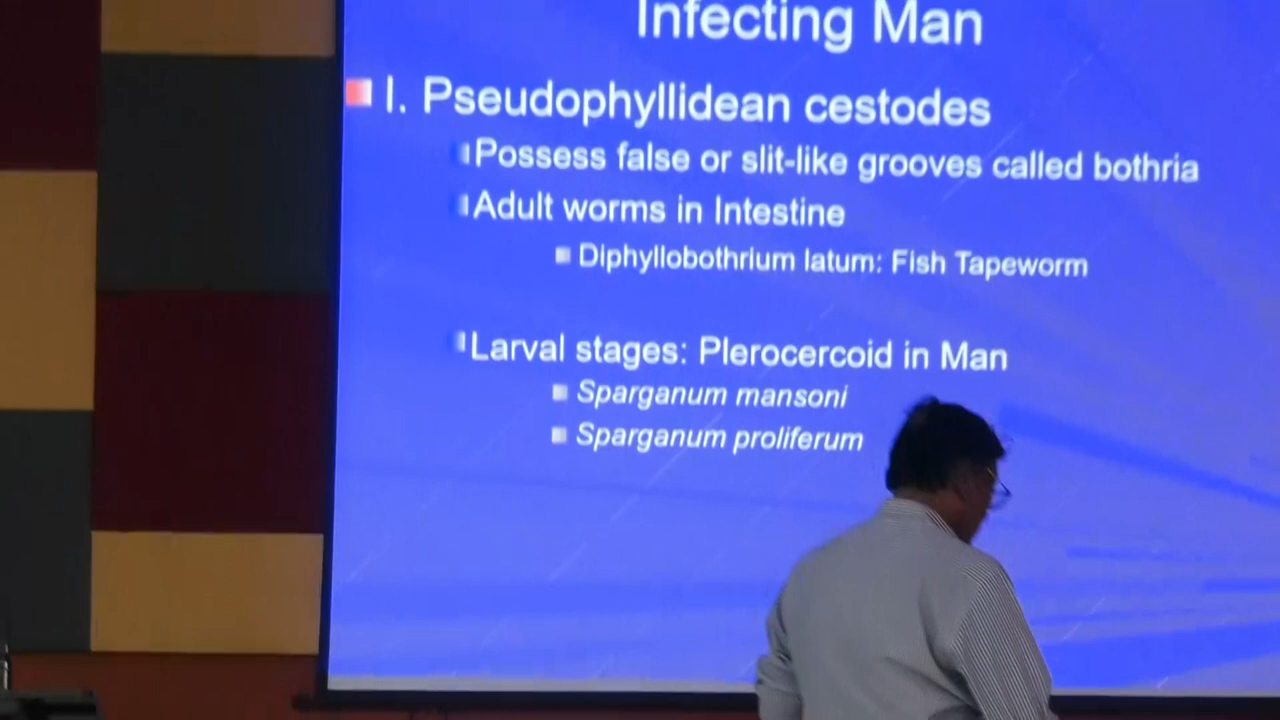 Infecting Man
I. Pseudophyllidean cestodes
Possess false or slit-like grooves called bothria
Adult worms in Intestine
Diphyllobothrium latum: Fish Tapeworm
Larval stages: Plerocercoid in Man
Sparganum mansoni
Sparganum proliferum